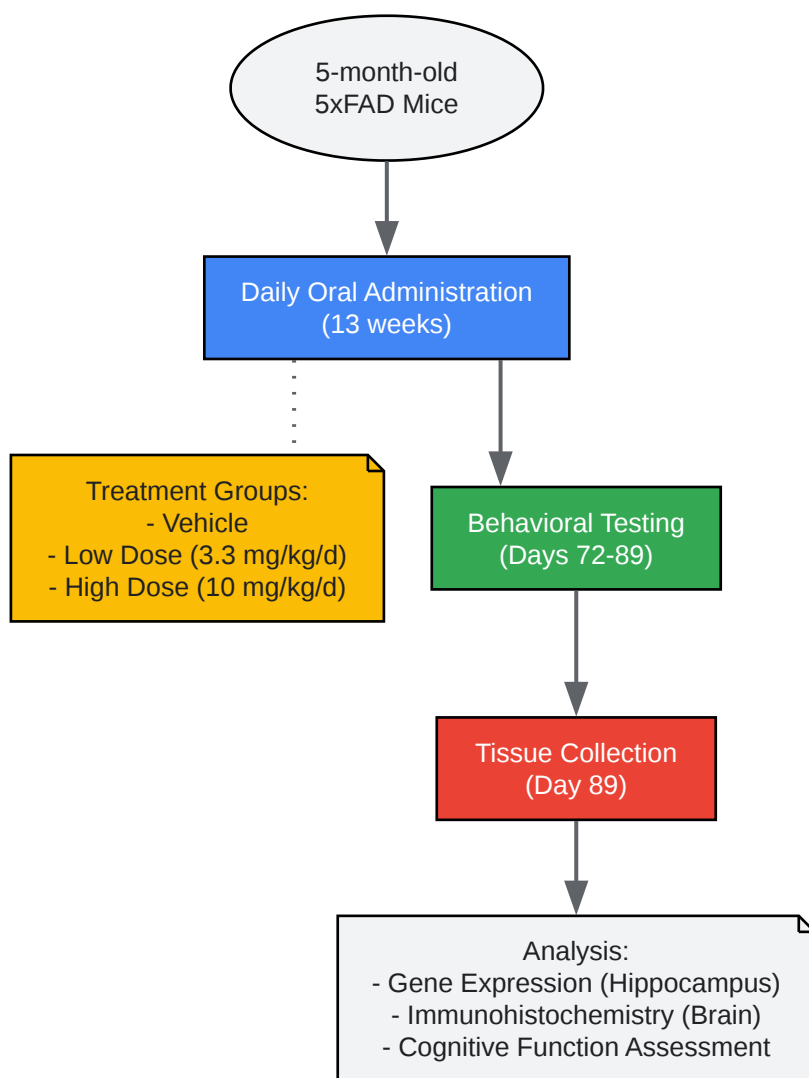 5-month-old
5xFAD Mice
Daily Oral Administration
(13 weeks)
Treatment Groups:
- Vehicle
- Low Dose (3.3 mg/kg/d)
- High Dose (10 mg/kg/d)
Behavioral Testing
(Days 72-89)
Tissue Collection
(Day 89)
Analysis:
- Gene Expression (Hippocampus)
- Immunohistochemistry (Brain)
- Cognitive Function Assessment